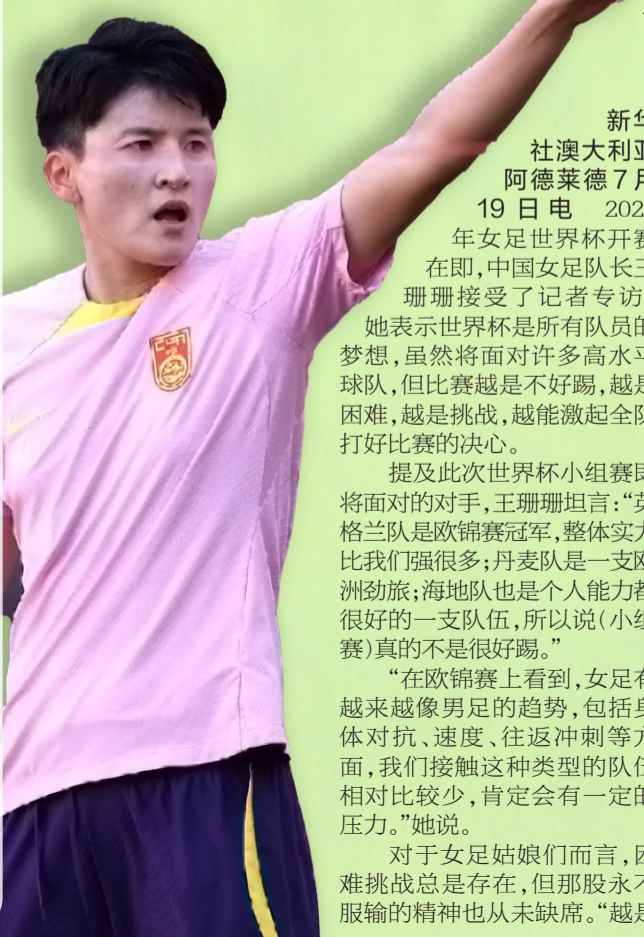 新华
社澳大利亚
阿德莱德7月
19日电 202
年女足世界杯开赛
在即,中国女足队长王
珊珊接受了记者专访
她表示世界杯是所有队员的
梦想,虽然将面对许多高水平
球队,但比赛越是不好踢,越是
困难,越是挑战,越能激起全队
打好比赛的决心。
提及此次世界杯小组赛即
将面对的对手,王珊珊坦言:“英
格兰队是欧锦赛冠军,整体实力
比我们强很多;丹麦队是一支欧
洲劲旅;海地队也是个人能力都
很好的一支队伍,所以说(小组
赛)真的不是很好踢。”
“在欧锦赛上看到,女足有
越来越像男足的趋势,包括身
体对抗、速度、往返冲刺等方
面,我们接触这种类型的队伍
相对比较少,肯定会有一定的
压力。”她说。
对于女足姑娘们而言,困
难挑战总是存在,但那股永不
服输的精神也从未缺席。“越是